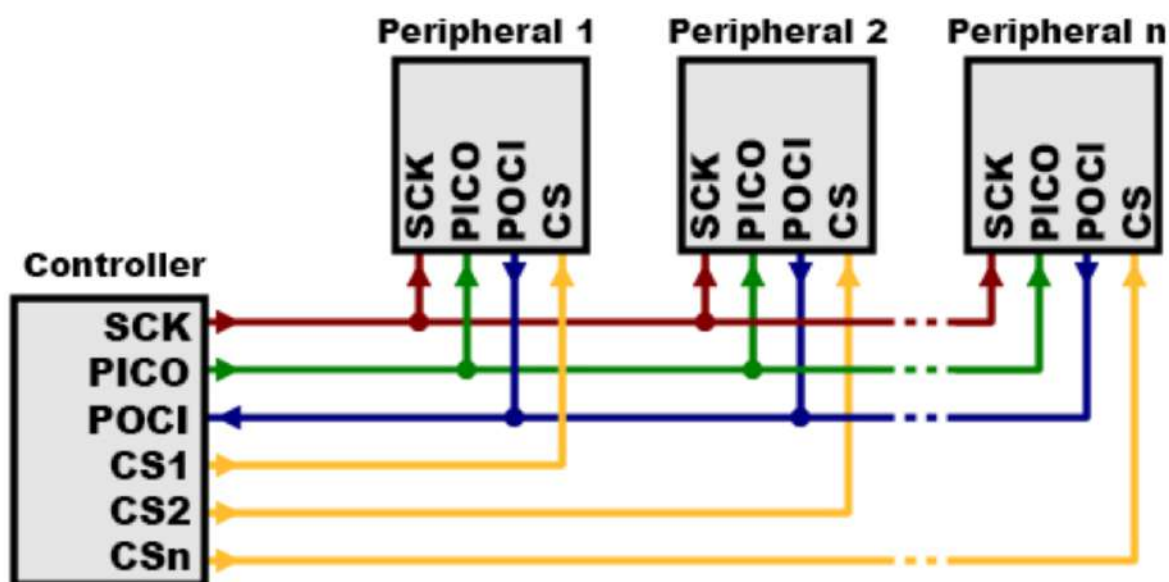 Peripheral 1 Peripheral 2 Peripheral n
SCK PICO POCI CS SCK PICO POCI CS SCK PICO POCI CS
Controller
SCK
PICO
POCI
CS1
CS2
CSn